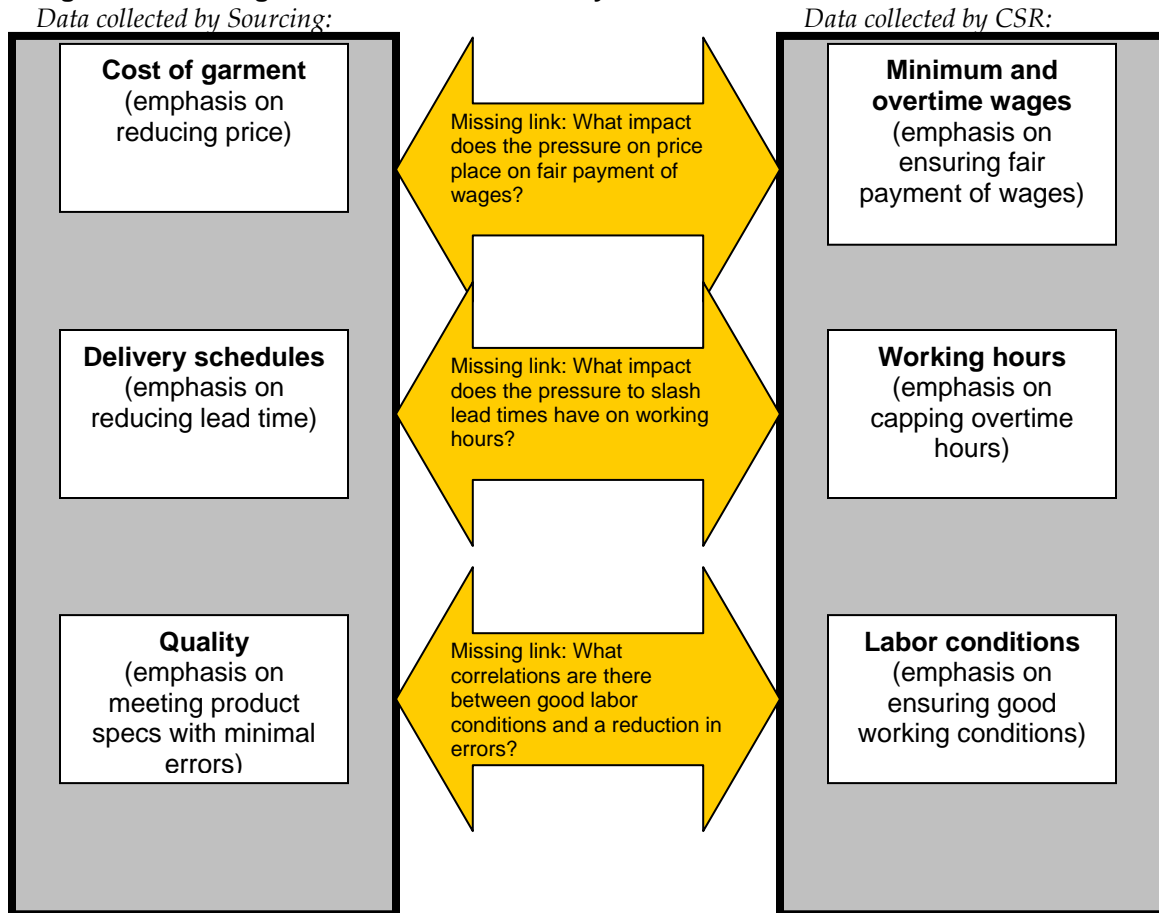 Data collected by Sourcing:
Data collected by CSR:
Cost of garment
(emphasis on
reducing price)
Missing link: What impact
does the pressure on price
place on fair payment of
wages?
Minimum and
overtime wages
(emphasis on
ensuring fair
payment of wages)
Delivery schedules
(emphasis on
reducing lead time)
Missing link: What impact
does the pressure to slash
lead times have on working
hours?
Working hours
(emphasis on
capping overtime
hours)
Quality
(emphasis on
meeting product
specs with minimal
errors)
Missing link: What
correlations are there
between good labor
conditions and a reduction in
errors?
Labor conditions
(emphasis on
ensuring good
working conditions)